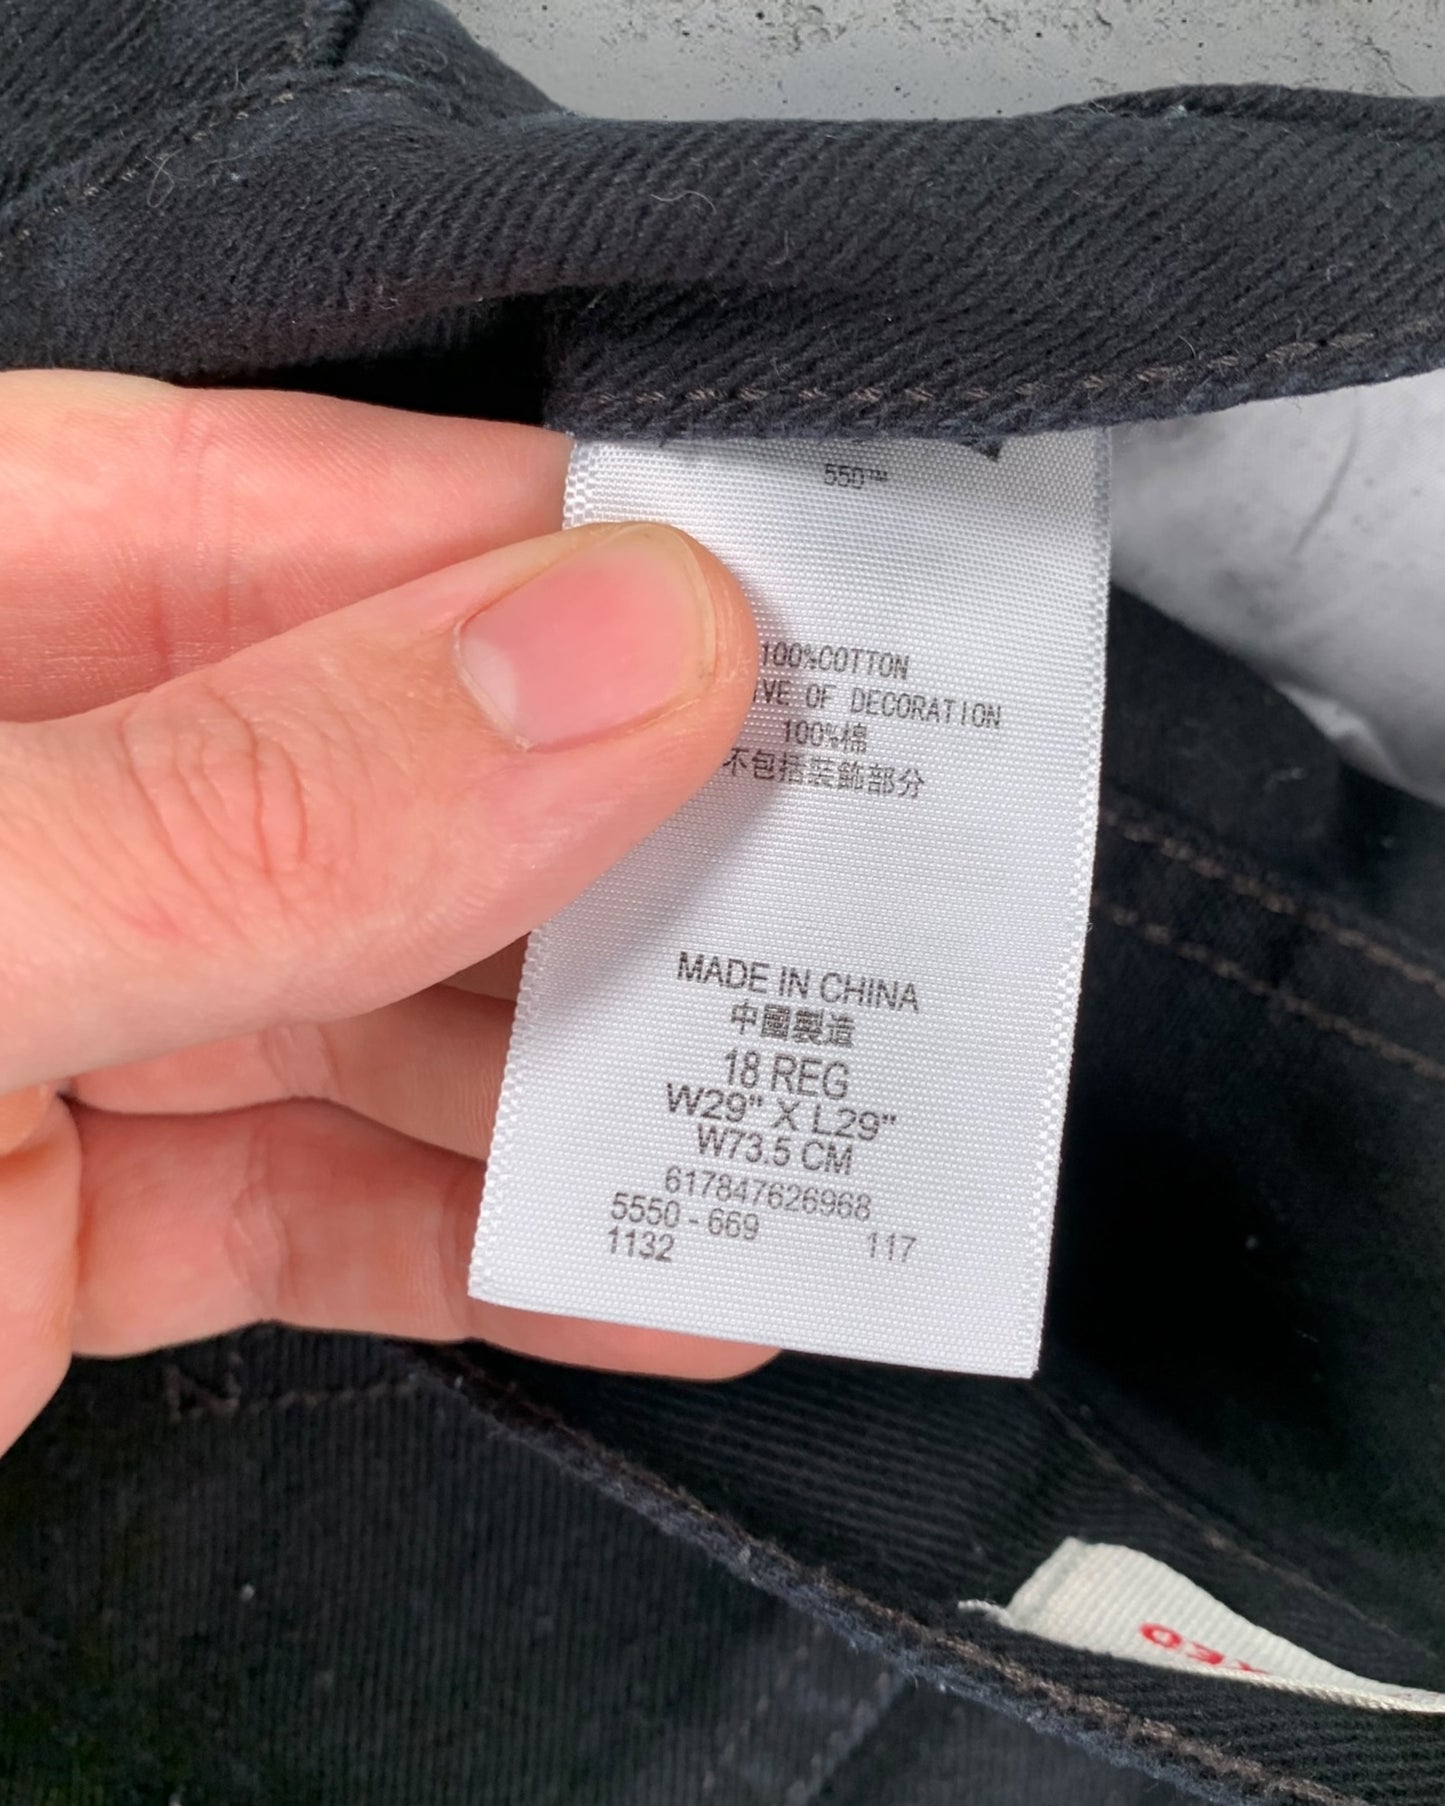 550™
100%COTTON
OF DECORATION
100%棉
不包括裝飾部分
MADE IN CHINA
中國製造
18 REG
W29" X L29"
W73.5 CM
617847626968
5550 - 669
1132 117